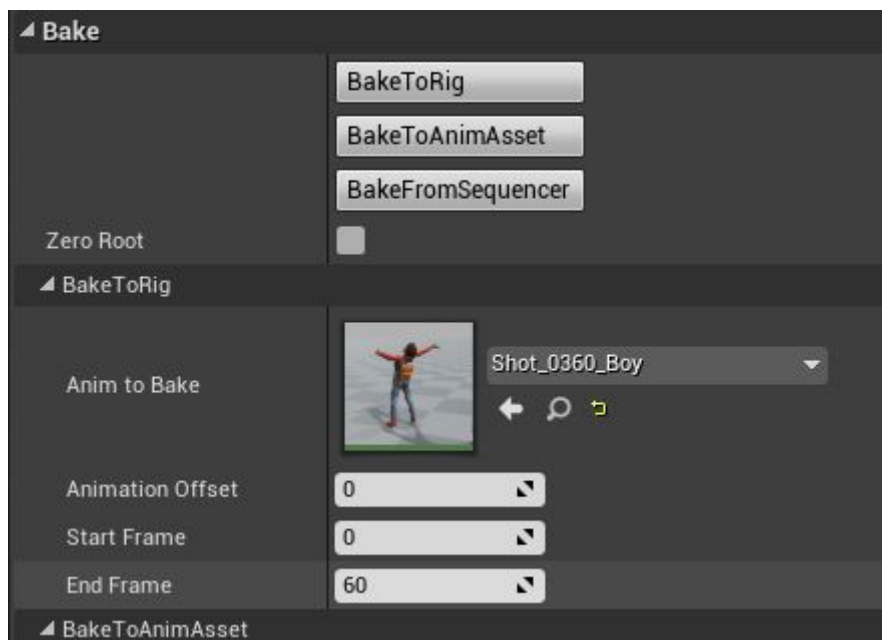 Bake
BakeToRig
BakeToAnimAsset
BakeFromSequencer
Zero Root
BakeToRig
Anim to Bake
Shot_0360_Boy
Animation Offset 0
Start Frame 0
End Frame 60
BakeToAnimAsset